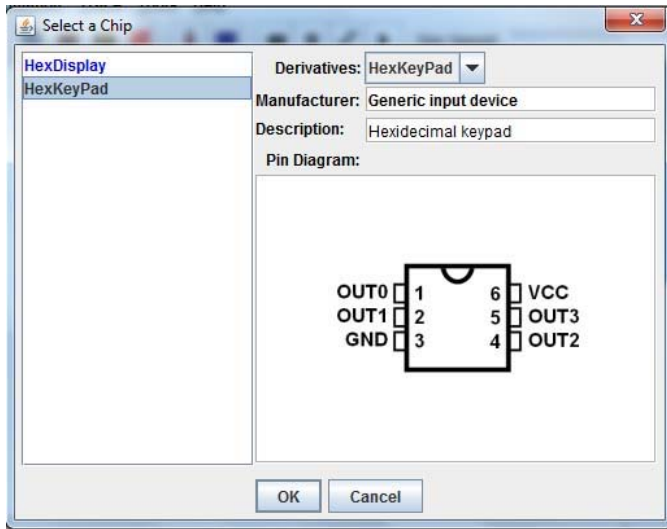 Select a Chip
HexDisplay
HexKeyPad
Derivatives: HexKeyPad
Manufacturer: Generic input device
Description: Hexidecimal keypad
Pin Diagram:
OUT0 1 6 VCC
OUT1 2 5 OUT3
GND 3 4 OUT2
OK Cancel